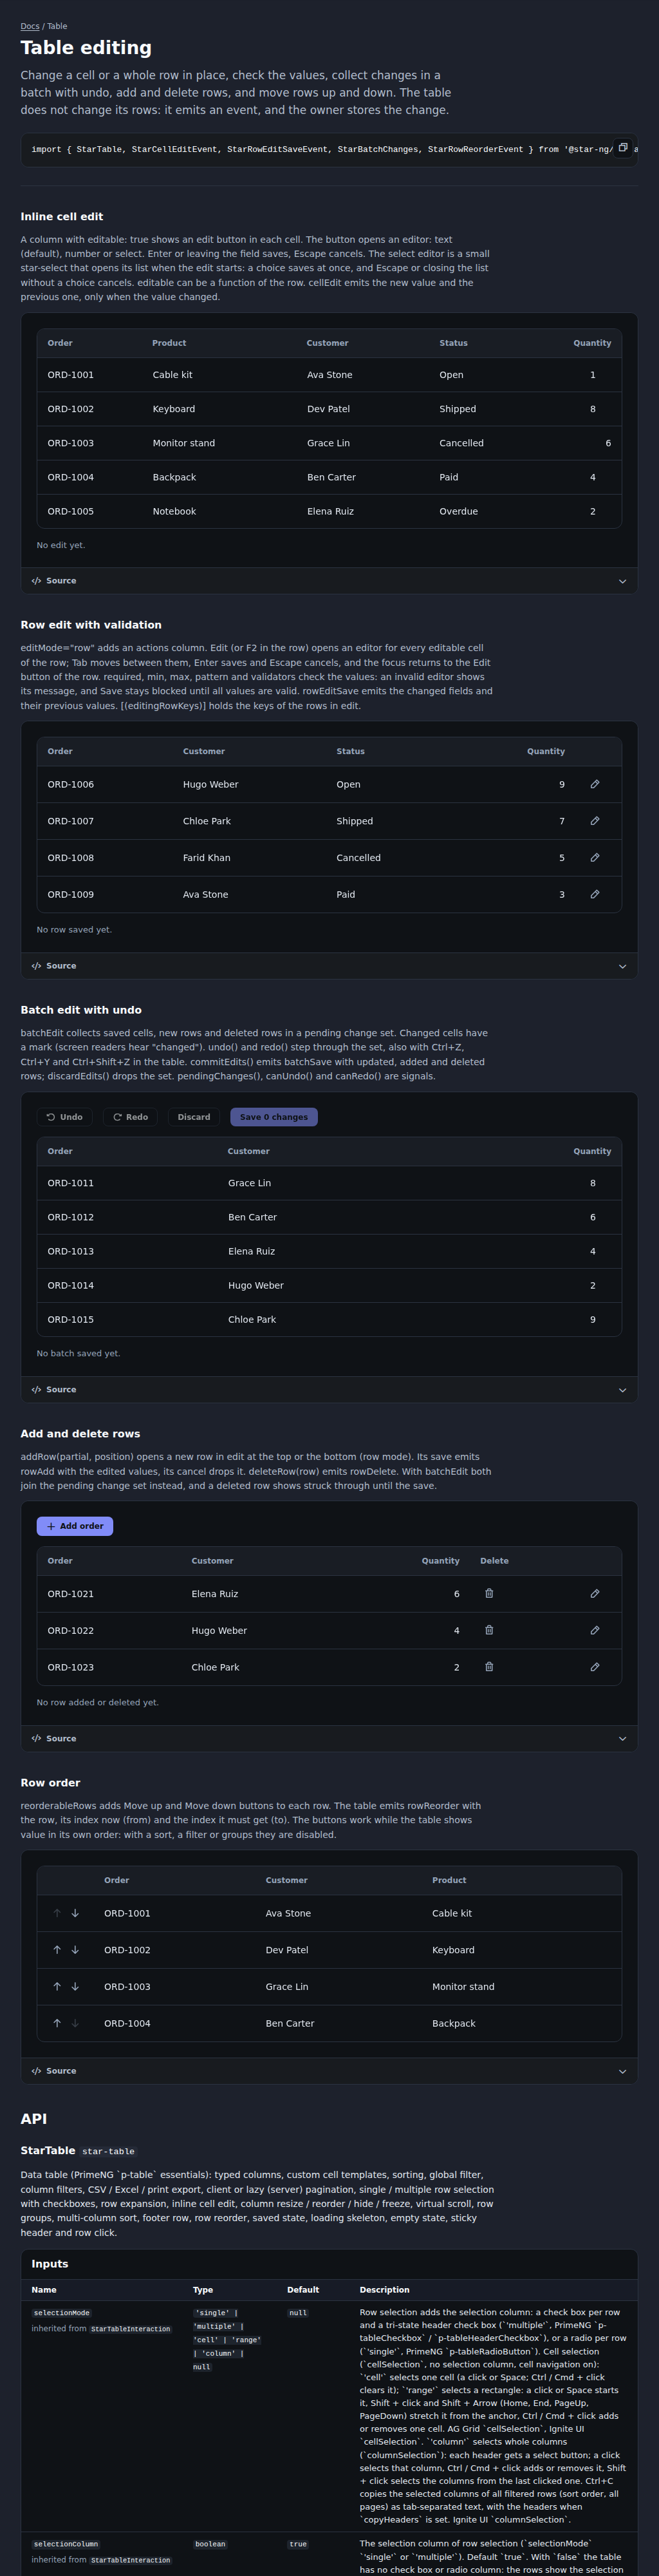 Docs / Table
Table editing
Change a cell or a whole row in place, check the values, collect changes in a
batch with undo, add and delete rows, and move rows up and down. The table
does not change its rows: it emits an event, and the owner stores the change.
import { StarTable, StarCellEditEvent, StarRowEditSaveEvent, StarBatchChanges, StarRowReorderEvent } from '@star-ng/
Inline cell edit
A column with editable: true shows an edit button in each cell. The button opens an editor: text
(default), number or select. Enter or leaving the field saves, Escape cancels. The select editor is a small
star-select that opens its list when the edit starts: a choice saves at once, and Escape or closing the list
without a choice cancels. editable can be a function of the row. cellEdit emits the new value and the
previous one, only when the value changed.
Order Product Customer Status Quantity
ORD-1001 Cable kit Ava Stone Open 1
ORD-1002 Keyboard Dev Patel Shipped 8
ORD-1003 Monitor stand Grace Lin Cancelled 6
ORD-1004 Backpack Ben Carter Paid 4
ORD-1005 Notebook Elena Ruiz Overdue 2
No edit yet.
Source
Row edit with validation
editMode="row" adds an actions column. Edit (or F2 in the row) opens an editor for every editable cell
of the row; Tab moves between them, Enter saves and Escape cancels, and the focus returns to the Edit
button of the row. required, min, max, pattern and validators check the values: an invalid editor shows
its message, and Save stays blocked until all values are valid. rowEditSave emits the changed fields and
their previous values. [(editingRowKeys)] holds the keys of the rows in edit.
Order Customer Status Quantity
ORD-1006 Hugo Weber Open 9
ORD-1007 Chloe Park Shipped 7
ORD-1008 Farid Khan Cancelled 5
ORD-1009 Ava Stone Paid 3
No row saved yet.
Source
Batch edit with undo
batchEdit collects saved cells, new rows and deleted rows in a pending change set. Changed cells have
a mark (screen readers hear "changed"). undo() and redo() step through the set, also with Ctrl+Z,
Ctrl+Y and Ctrl+Shift+Z in the table. commitEdits() emits batchSave with updated, added and deleted
rows; discardEdits() drops the set. pendingChanges(), canUndo() and canRedo() are signals.
Undo Redo Discard Save 0 changes
Order Customer Quantity
ORD-1011 Grace Lin 8
ORD-1012 Ben Carter 6
ORD-1013 Elena Ruiz 4
ORD-1014 Hugo Weber 2
ORD-1015 Chloe Park 9
No batch saved yet.
Source
Add and delete rows
addRow(partial, position) opens a new row in edit at the top or the bottom (row mode). Its save emits
rowAdd with the edited values, its cancel drops it. deleteRow(row) emits rowDelete. With batchEdit both
join the pending change set instead, and a deleted row shows struck through until the save.
Add order
Order Customer Quantity Delete
ORD-1021 Elena Ruiz 6
ORD-1022 Hugo Weber 4
ORD-1023 Chloe Park 2
No row added or deleted yet.
Source
Row order
reorderableRows adds Move up and Move down buttons to each row. The table emits rowReorder with
the row, its index now (from) and the index it must get (to). The buttons work while the table shows
value in its own order: with a sort, a filter or groups they are disabled.
Order Customer Product
ORD-1001 Ava Stone Cable kit
ORD-1002 Dev Patel Keyboard
ORD-1003 Grace Lin Monitor stand
ORD-1004 Ben Carter Backpack
Source
API
StarTable star-table
Data table (PrimeNG `p-table` essentials): typed columns, custom cell templates, sorting, global filter,
column filters, CSV / Excel / print export, client or lazy (server) pagination, single / multiple row selection
with checkboxes, row expansion, inline cell edit, column resize / reorder / hide / freeze, virtual scroll, row
groups, multi-column sort, footer row, row reorder, saved state, loading skeleton, empty state, sticky
header and row click.
Inputs
Name Type Default Description
selectionMode
inherited from StarTableInteraction
'single' |
'multiple' |
'cell' | 'range'
| 'column' |
null
null
Row selection adds the selection column: a check box per row
and a tri-state header check box (`'multiple'`, PrimeNG `p-
tableCheckbox` / `p-tableHeaderCheckbox`), or a radio per row
(`'single'`, PrimeNG `p-tableRadioButton`). Cell selection
(`cellSelection`, no selection column, cell navigation on):
`'cell'` selects one cell (a click or Space; Ctrl / Cmd + click
clears it); `'range'` selects a rectangle: a click or Space starts
it, Shift + click and Shift + Arrow (Home, End, PageUp,
PageDown) stretch it from the anchor, Ctrl / Cmd + click adds
or removes one cell. AG Grid `cellSelection`, Ignite UI
`cellSelection`. `'column'` selects whole columns
(`columnSelection`): each header gets a select button; a click
selects that column, Ctrl / Cmd + click adds or removes it, Shift
+ click selects the columns from the last clicked one. Ctrl+C
copies the selected columns of all filtered rows (sort order, all
pages) as tab-separated text, with the headers when
`copyHeaders` is set. Ignite UI `columnSelection`.
selectionColumn
inherited from StarTableInteraction
boolean
true
The selection column of row selection (`selectionMode`
`'single'` or `'multiple'`). Default `true`. With `false` the table
has no check box or radio column: the rows show the selection